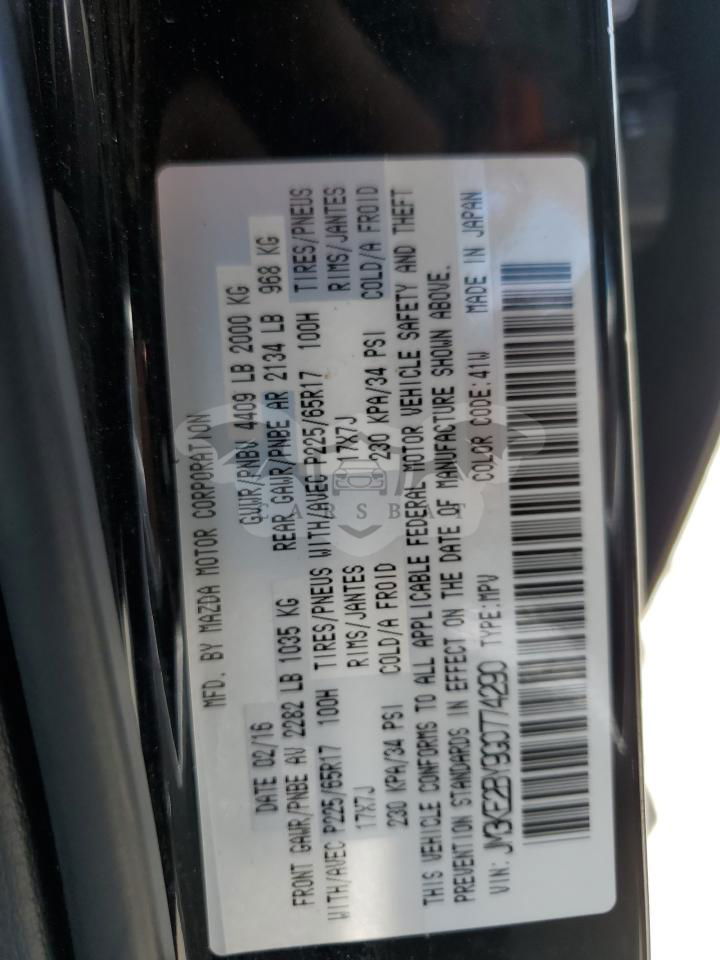 MFD. BY MAZDA MOTOR CORPORATION
DATE 02/16 GVWR/PNBV 4409 LB 2000 KG
FRONT GAWR/PNBE AV 2282 LB 1035 KG REAR GAWR/PNBE AR 2134 LB 968 KG
WITH/AVEC P225/65R17 100H TIRES/PNEUS WITH/AVEC P225/65R17 100H TIRES/PNEUS
17X7J RIMS/JANTES 17X7J RIMS/JANTES
230 KPA/34 PSI COLD/A FROID 230 KPA/34 PSI COLD/A FROID
THIS VEHICLE CONFORMS TO ALL APPLICABLE FEDERAL MOTOR VEHICLE SAFETY AND THEFT
PREVENTION STANDARDS IN EFFECT ON THE DATE OF MANUFACTURE SHOWN ABOVE.
VIN: JM3KE2BY9G0774290 TYPE:MPV COLOR CODE:41W MADE IN JAPAN
CARSBAT